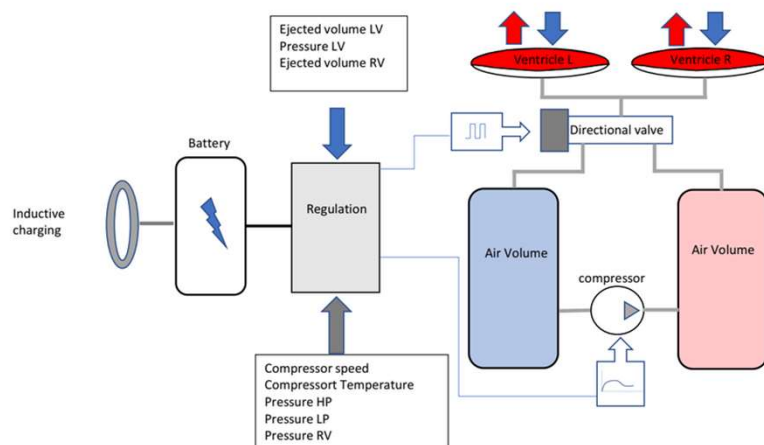 Ejected volume LV
Pressure LV
Ejected volume RV
Ventricle L
Ventricle R
Directional valve
Battery
Inductive
charging
Regulation
Air Volume
Air Volume
compressor
Compressor speed
Compressort Temperature
Pressure HP
Pressure LP
Pressure RV